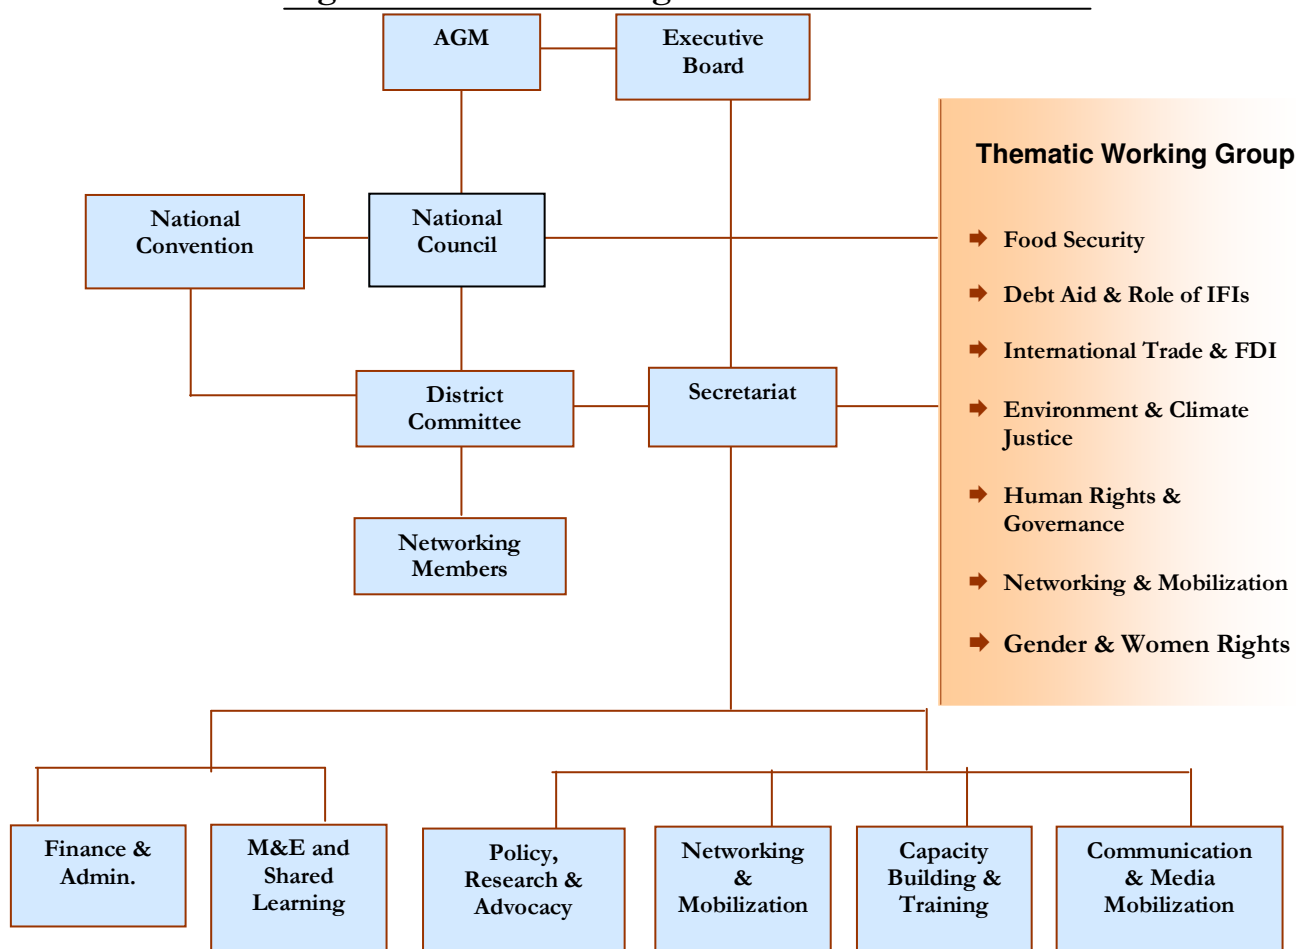 AGM
Executive
Board
Thematic Working Group
National
Convention
National
Council
Food Security
Debt Aid & Role of IFIs
International Trade & FDI
Environment & Climate
Justice
Human Rights &
Governance
Networking & Mobilization
Gender & Women Rights
District
Committee
Secretariat
Networking
Members
Finance &
Admin.
M&E and
Shared
Learning
Policy,
Research &
Advocacy
Networking
&
Mobilization
Capacity
Building &
Training
Communication
& Media
Mobilization